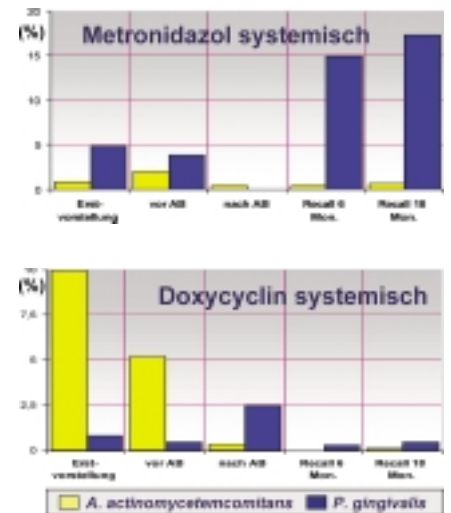 20
(%)
Metronidazol systemisch
15
10
5
0
Erst-
vorstellung
vor AB
nach AB
Recall 6
Mon.
Recall 18
Mon.
10
(%)
Doxycyclin systemisch
7,5
5
2,5
0
Erst-
vorstellung
vor AB
nach AB
Recall 6
Mon.
Recall 18
Mon.
A. actinomycetemcomitans
P. gingivalis